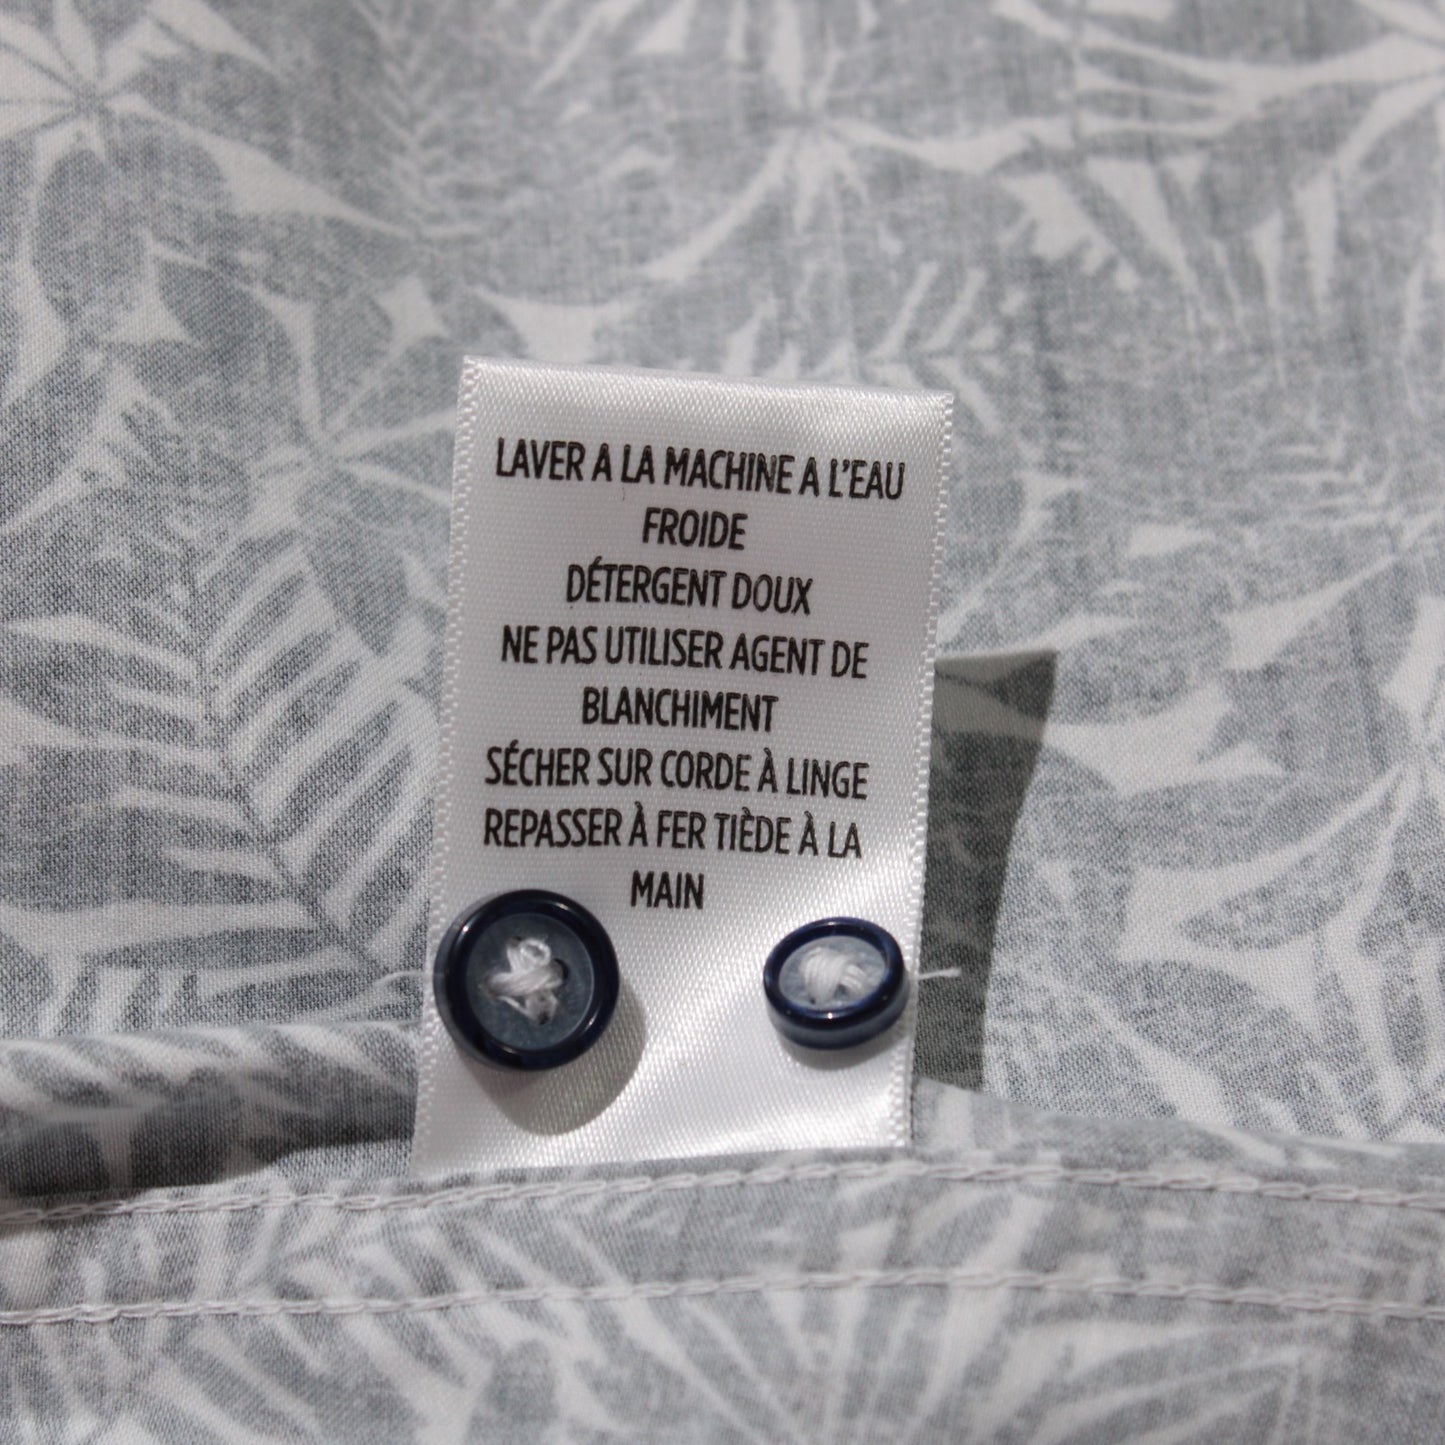 LAVER A LA MACHINE A L'EAU
FROIDE
DÉTERGENT DOUX
NE PAS UTILISER AGENT DE
BLANCHIMENT
SÉCHER SUR CORDE À LINGE
REPASSER À FER TIÈDE À LA
MAIN